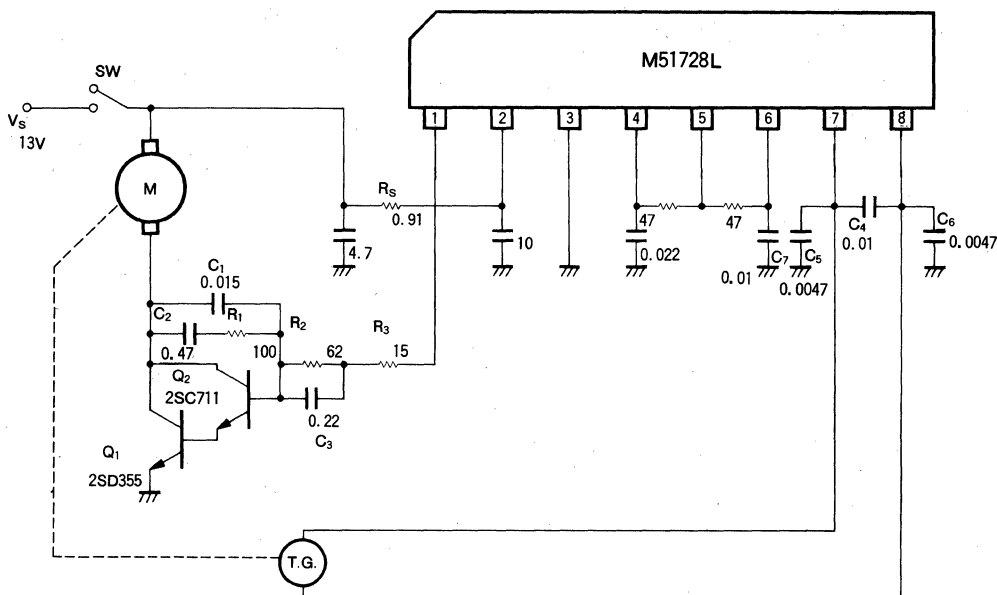 M51728L
SW
1 2 3 4 5 6 7 8
Vs
13V
M
Rs
0.91
4.7
10
47
47
0.022
C7
0.01
C5
0.0047
C4
0.01
C6
0.0047
C1
0.015
C2
0.47
R1
100
R2
62
R3
15
0.22
C3
Q2
2SC711
Q1
2SD355
T.G.